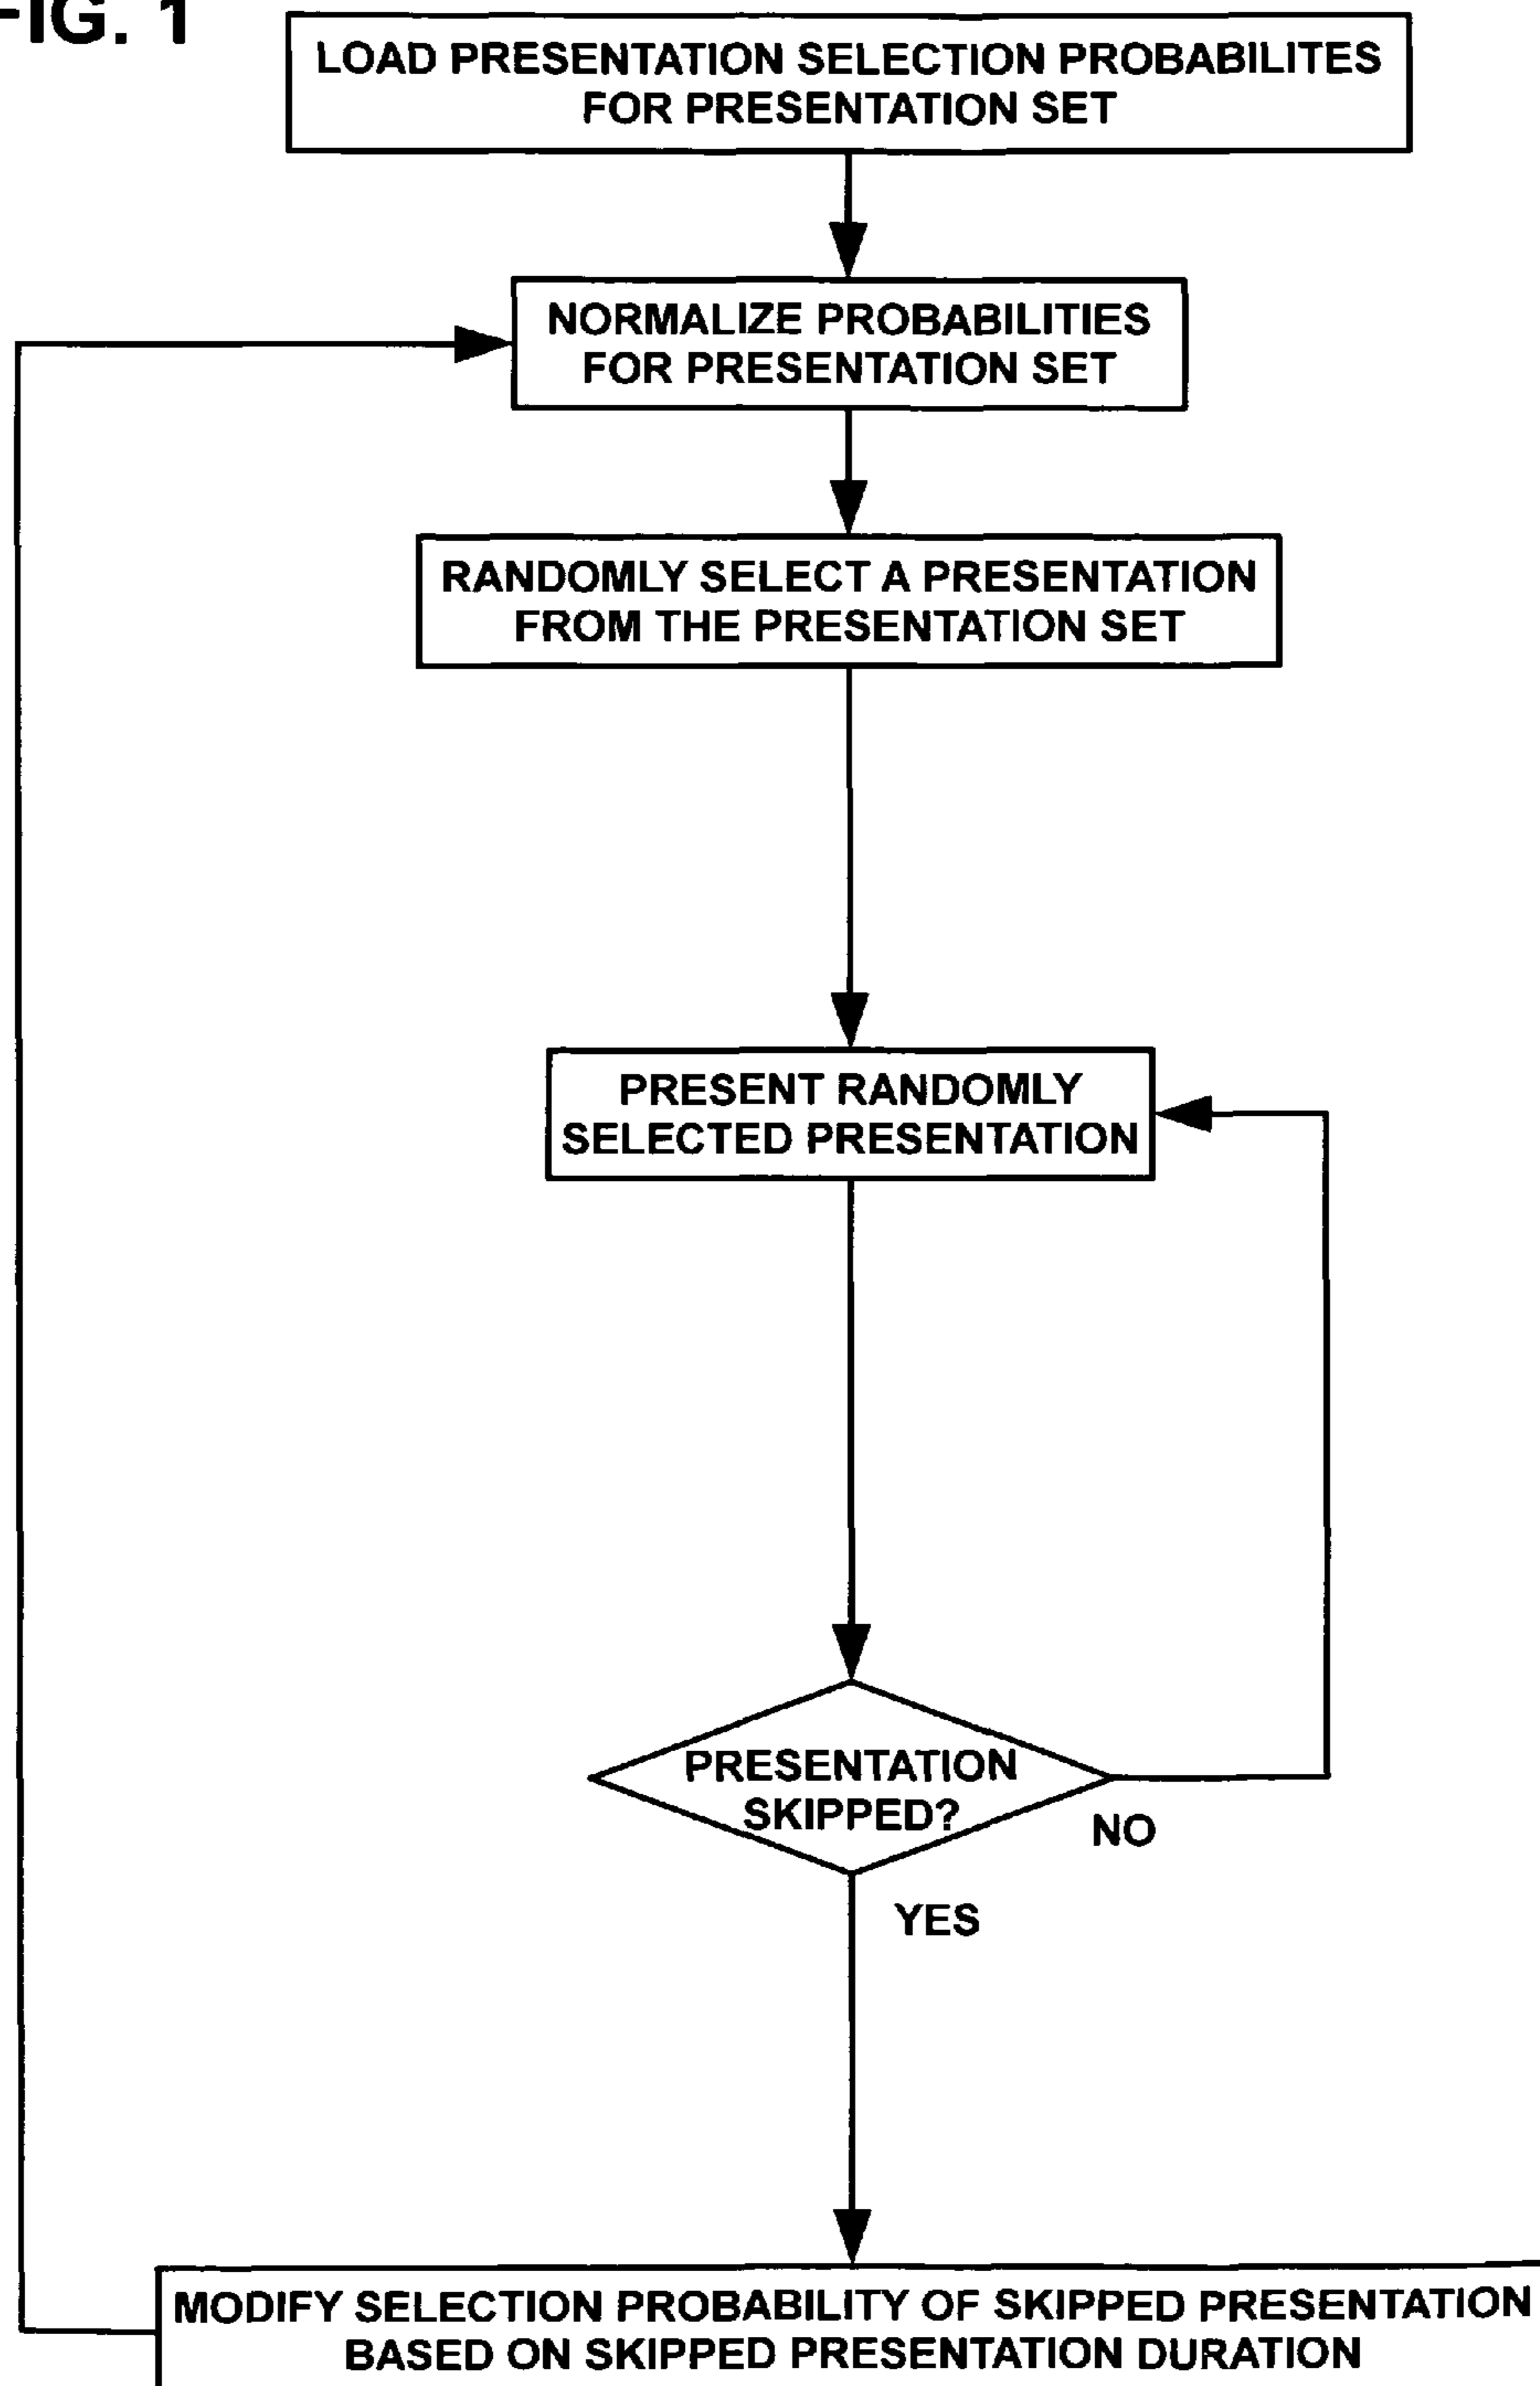 FIG. 1
LOAD PRESENTATION SELECTION PROBABILITES
FOR PRESENTATION SET
NORMALIZE PROBABILITIES
FOR PRESENTATION SET
RANDOMLY SELECT A PRESENTATION
FROM THE PRESENTATION SET
PRESENT RANDOMLY
SELECTED PRESENTATION
PRESENTATION
SKIPPED?
NO
YES
MODIFY SELECTION PROBABILITY OF SKIPPED PRESENTATION
BASED ON SKIPPED PRESENTATION DURATION